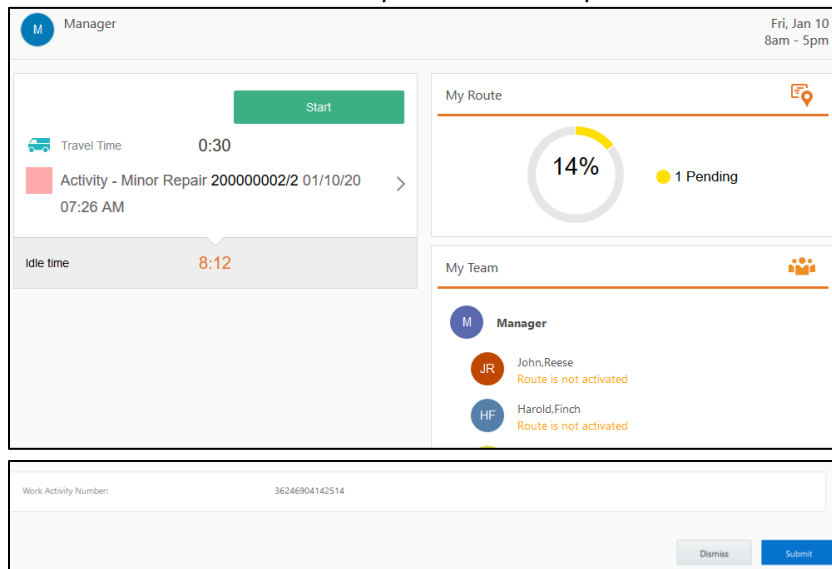 M Manager
Fri, Jan 10
8am - 5pm
Start
Travel Time 0:30
Activity - Minor Repair 200000002/2 01/10/20
07:26 AM
Idle time 8:12
My Route
14%
1 Pending
My Team
M Manager
JR John,Reese
Route is not activated
HF Harold,Finch
Route is not activated
Work Activity Number: 36246904142514
Dismiss Submit